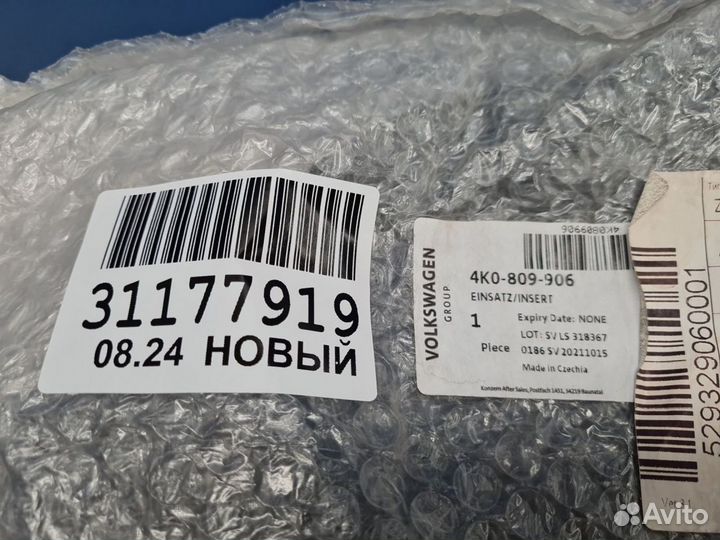 31177919
08.24 НОВЫЙ
4K0809906
VOLKSWAGEN
GROUP
4K0-809-906
EINSATZ/INSERT
1
Piece
Expiry Date: NONE
LOT: SV LS 318367
0186 SV 20211015
Made in Czechia
Konzern After Sales, Postfach 1451, 34219 Baunatal
529329060001
Avito